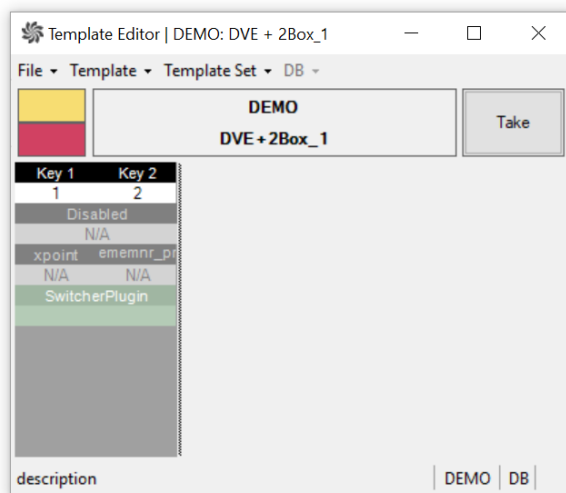 Template Editor | DEMO: DVE + 2Box_1
File Template Template Set DB
DEMO
DVE+2Box_1
Take
Key 1 Key 2
1 2
Disabled
N/A
xpoint ememnr_pr
N/A N/A
SwitcherPlugin
description DEMO DB